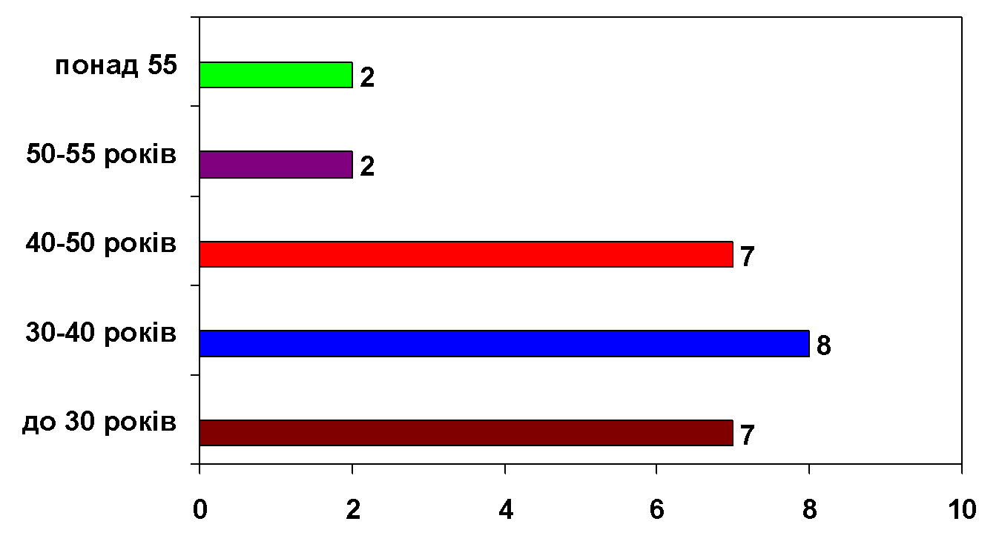 понад 55
2
50-55 років
2
40-50 років
7
30-40 років
8
до 30 років
7
0 2 4 6 8 10